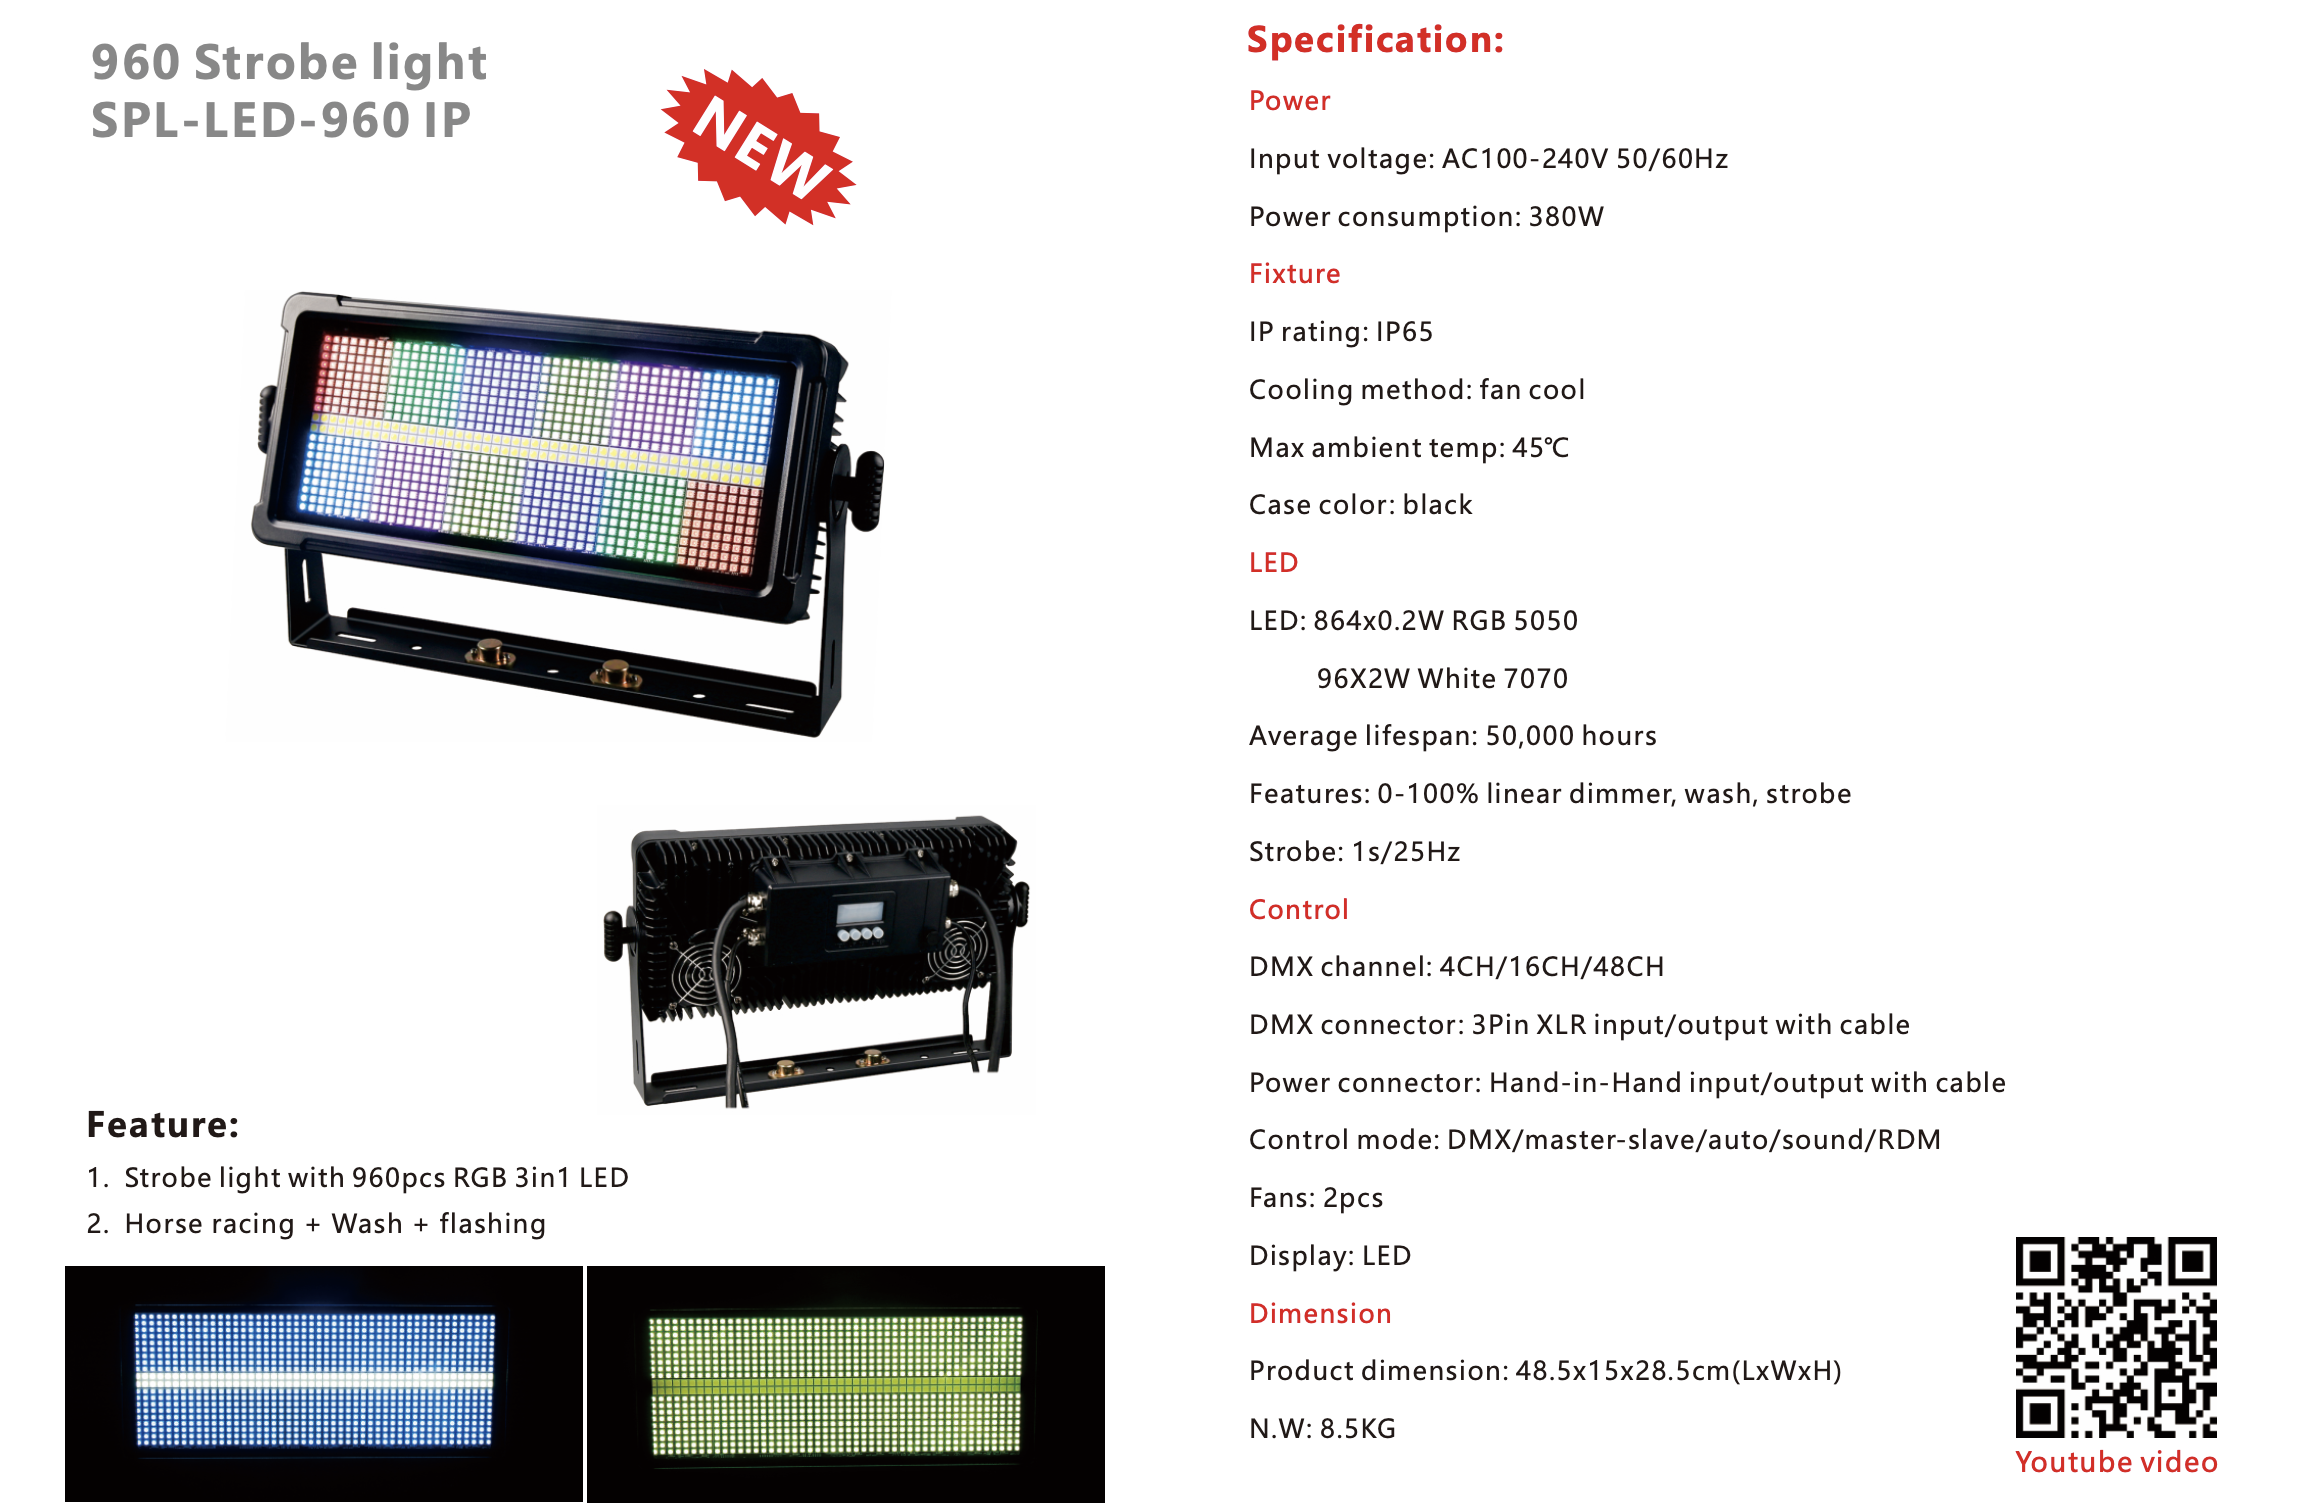 960 Strobe light
SPL-LED-960 IP
NEW
Feature:
1. Strobe light with 960pcs RGB 3in1 LED
2. Horse racing + Wash + flashing
Specification:
Power
Input voltage: AC100-240V 50/60Hz
Power consumption: 380W
Fixture
IP rating: IP65
Cooling method: fan cool
Max ambient temp: 45℃
Case color: black
LED
LED: 864x0.2W RGB 5050
96X2W White 7070
Average lifespan: 50,000 hours
Features: 0-100% linear dimmer, wash, strobe
Strobe: 1s/25Hz
Control
DMX channel: 4CH/16CH/48CH
DMX connector: 3Pin XLR input/output with cable
Power connector: Hand-in-Hand input/output with cable
Control mode: DMX/master-slave/auto/sound/RDM
Fans: 2pcs
Display: LED
Dimension
Product dimension: 48.5x15x28.5cm(LxWxH)
N.W: 8.5KG
Youtube video